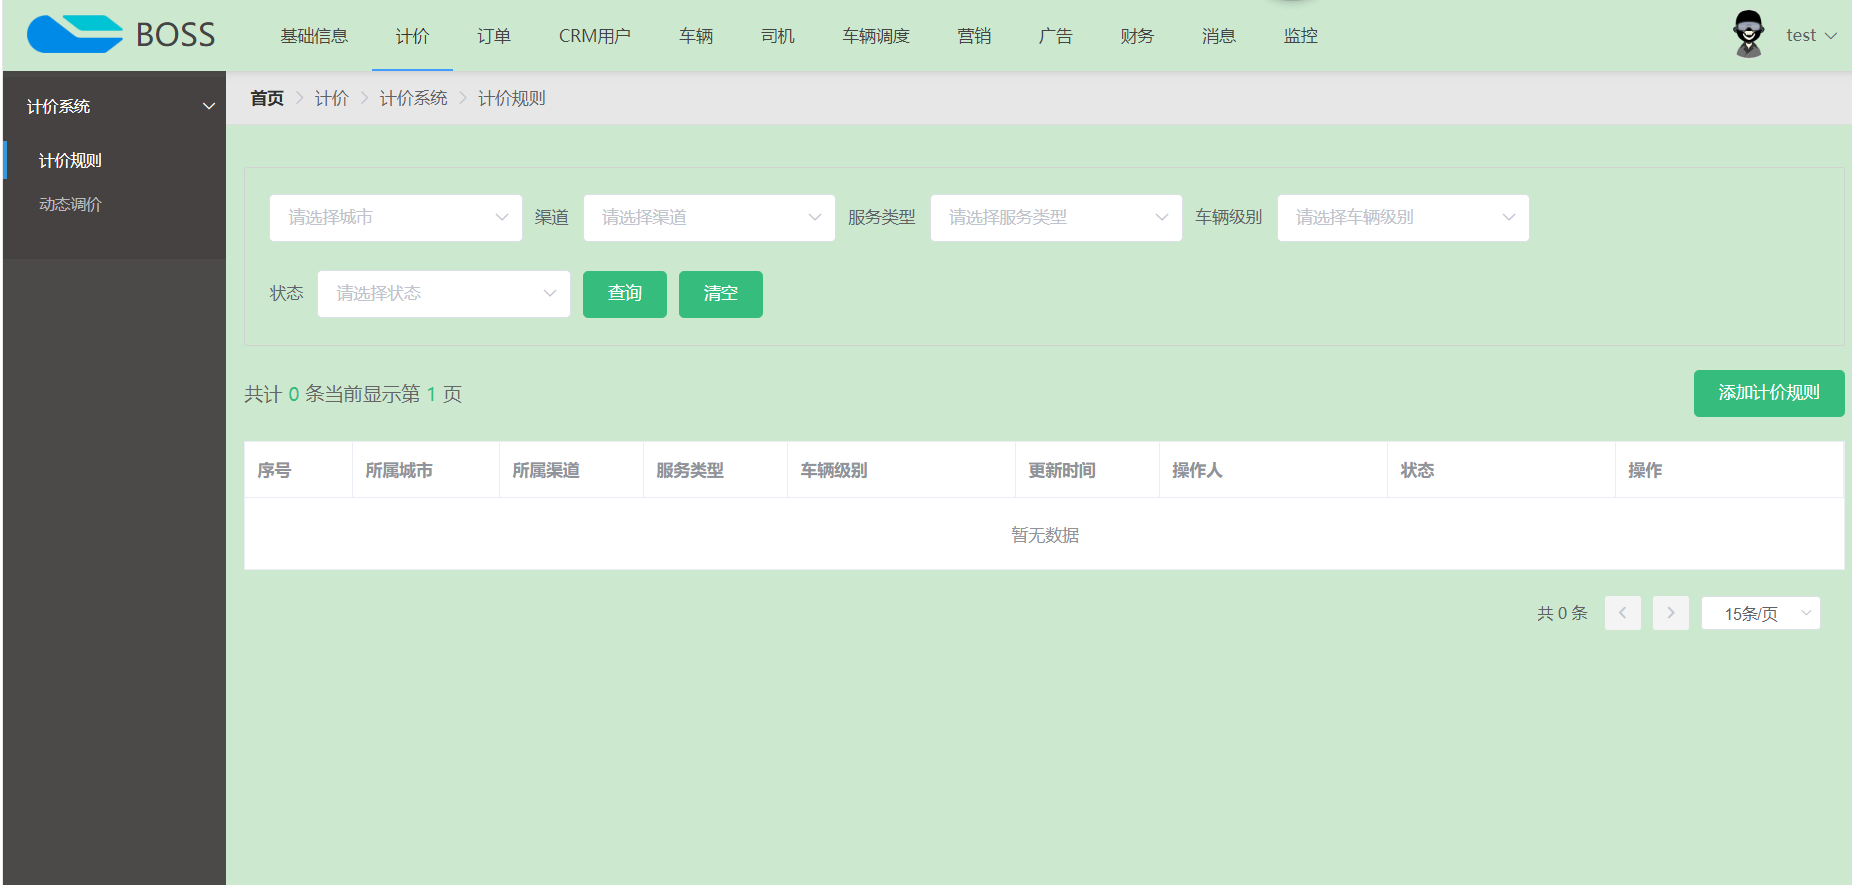 BOSS 基础信息 计价 订单 CRM用户 车辆 司机 车辆调度 营销 广告 财务 消息 监控 test
计价系统
计价规则
动态调价
首页 计价 计价系统 计价规则
请选择城市 渠道 请选择渠道 服务类型 请选择服务类型 车辆级别 请选择车辆级别
状态 请选择状态 查询 清空
共计 0 条当前显示第 1 页 添加计价规则
序号 所属城市 所属渠道 服务类型 车辆级别 更新时间 操作人 状态 操作
暂无数据
共 0 条 15条/页